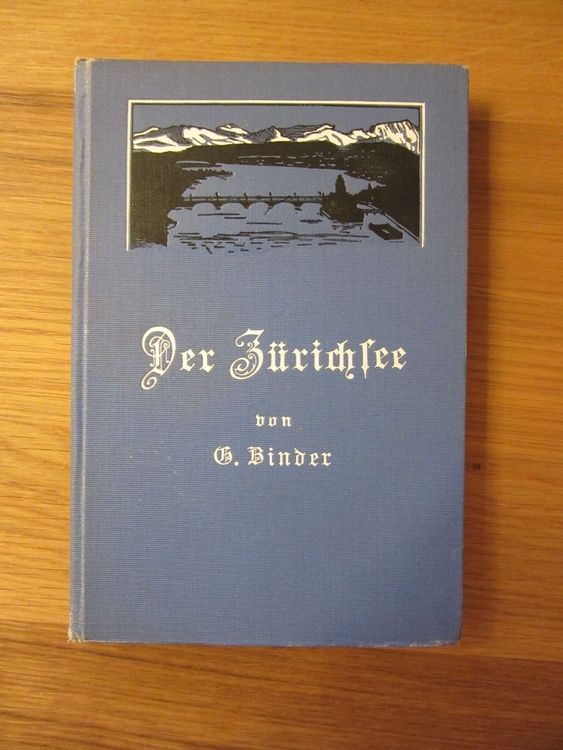 Der Zürichsee
von
G. Binder